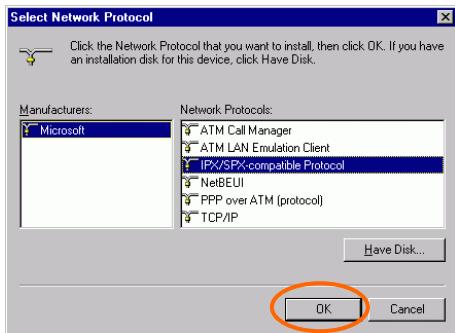 Select Network Protocol
Click the Network Protocol that you want to install, then click OK. If you have
an installation disk for this device, click Have Disk.
Manufacturers:
Microsoft
Network Protocols:
ATM Call Manager
ATM LAN Emulation Client
IPX/SPX-compatible Protocol
NetBEUI
PPP over ATM (protocol)
TCP/IP
Have Disk...
OK
Cancel